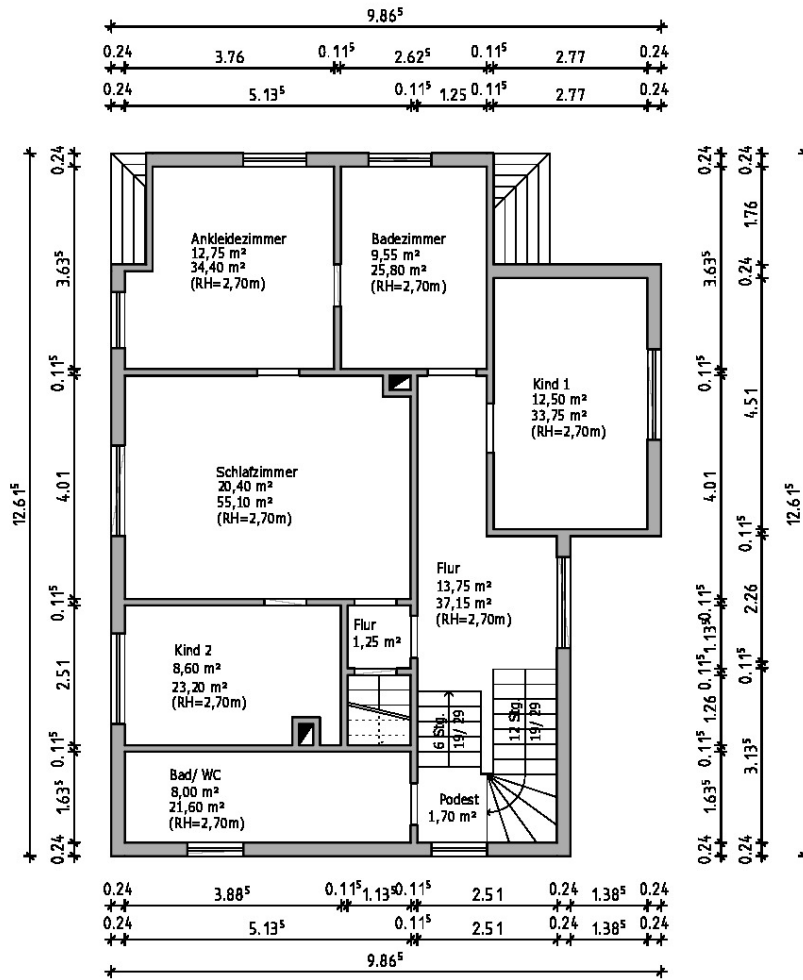 9.86⁵
0.24 3.76 0.11⁵ 2.62⁵ 0.11⁵ 2.77 0.24
0.24 5.13⁵ 0.11⁵ 1.25 0.11⁵ 2.77 0.24
12.61⁵
0.24
3.63⁵
0.11⁵
4.01
0.11⁵
2.51
0.11⁵
1.63⁵
0.24
Ankleidezimmer
12,75 m²
34,40 m²
(RH=2,70m)
Badezimmer
9,55 m²
25,80 m²
(RH=2,70m)
Kind 1
12,50 m²
33,75 m²
(RH=2,70m)
Schlafzimmer
20,40 m²
55,10 m²
(RH=2,70m)
Flur
13,75 m²
37,15 m²
(RH=2,70m)
Flur
1,25 m²
Kind 2
8,60 m²
23,20 m²
(RH=2,70m)
6 Stg.
19/ 29
12 Stg.
19/ 29
Bad/ WC
8,00 m²
21,60 m²
(RH=2,70m)
Podest
1,70 m²
0.24
3.63⁵
0.11⁵
4.01
0.11⁵
1.13⁵
0.11⁵
1.26
0.11⁵
1.63⁵
0.24
0.24
1.76
0.24
4.51
0.11⁵
2.26
0.11⁵
3.13⁵
0.24
12.61⁵
0.24 3.88⁵ 0.11⁵ 1.13⁵ 0.11⁵ 2.51 0.24 1.38⁵ 0.24
0.24 5.13⁵ 0.11⁵ 2.51 0.24 1.38⁵ 0.24
9.86⁵